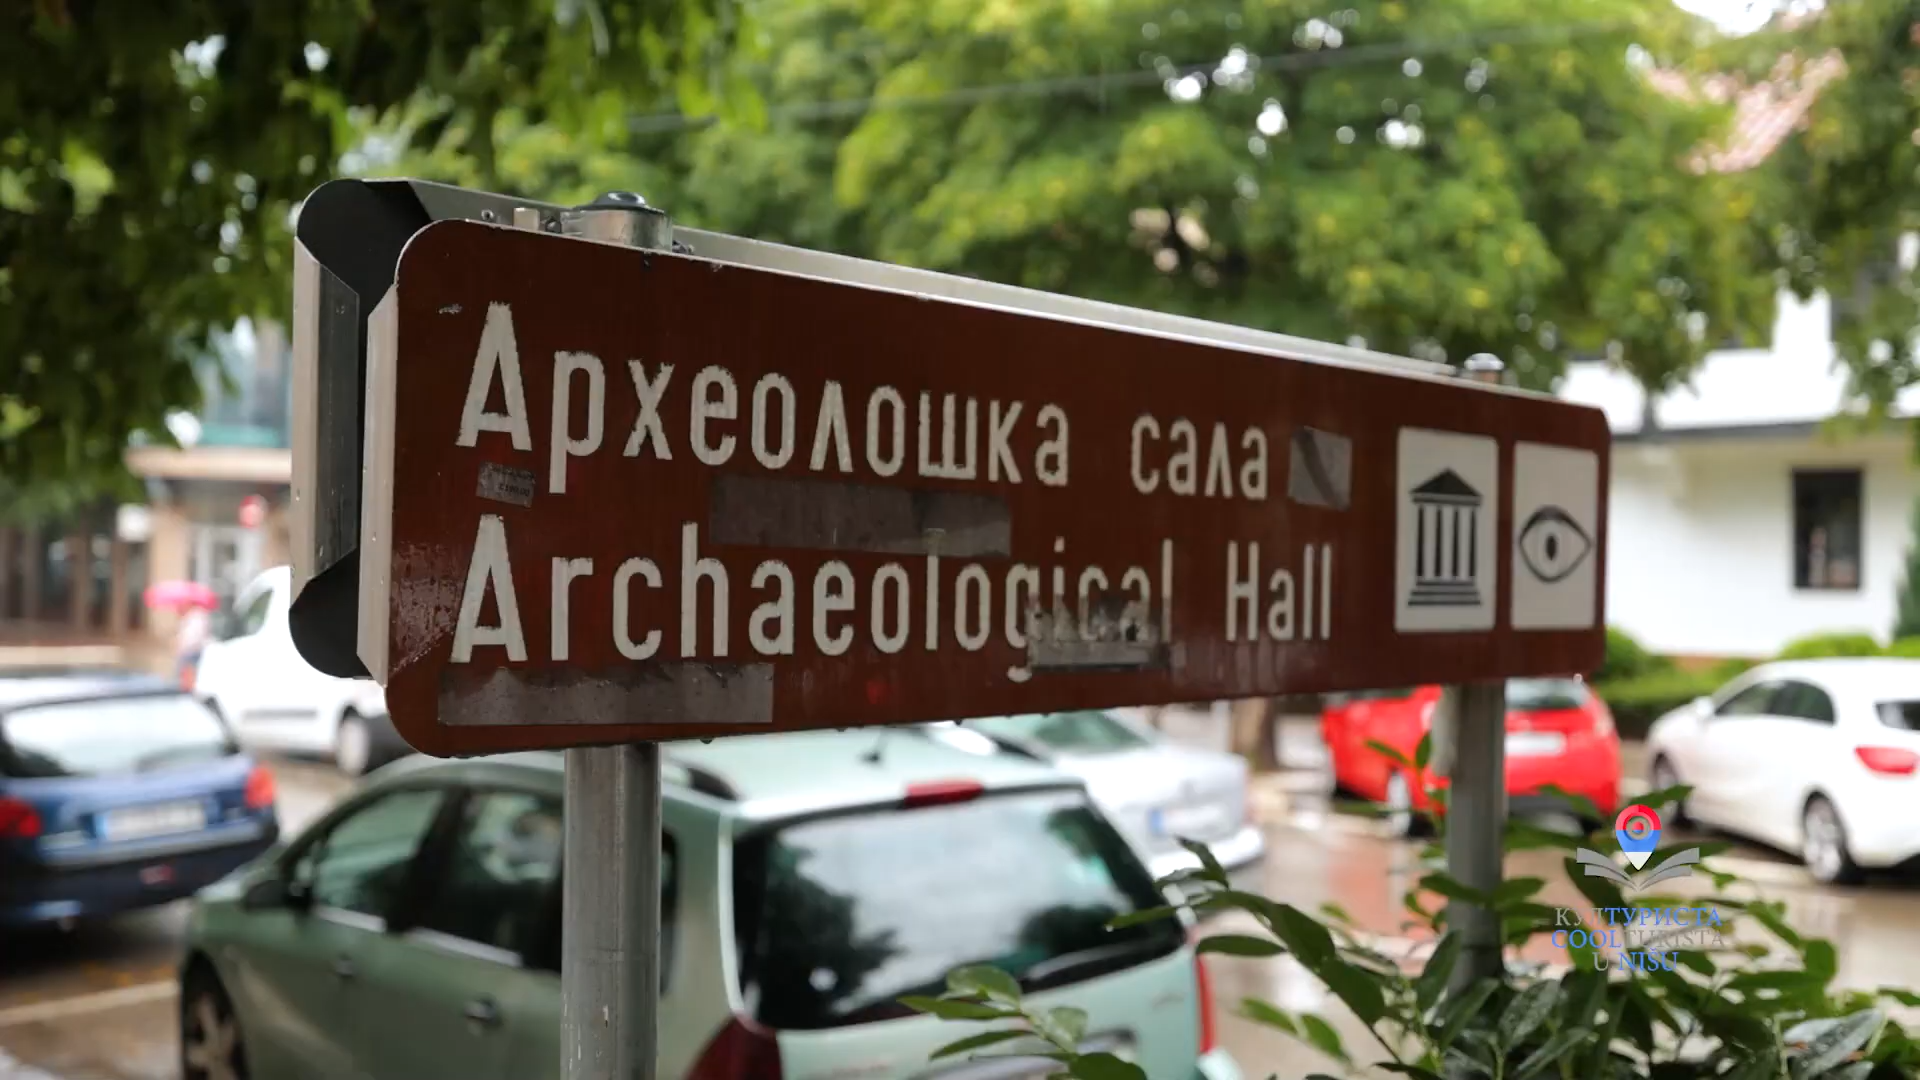 Археолошка сала
Archaeological Hall
КУЛТУРИСТА
COOLTURISTA
U NIŠU